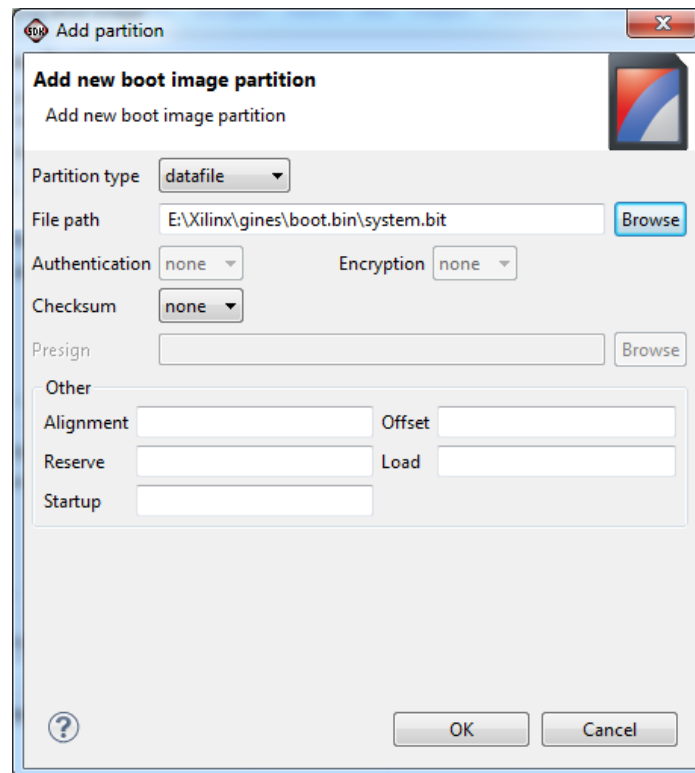 SDK Add partition
Add new boot image partition
Add new boot image partition
Partition type datafile
File path E:\Xilinx\gines\boot.bin\system.bit Browse
Authentication none Encryption none
Checksum none
Presign Browse
Other
Alignment Offset
Reserve Load
Startup
? OK Cancel